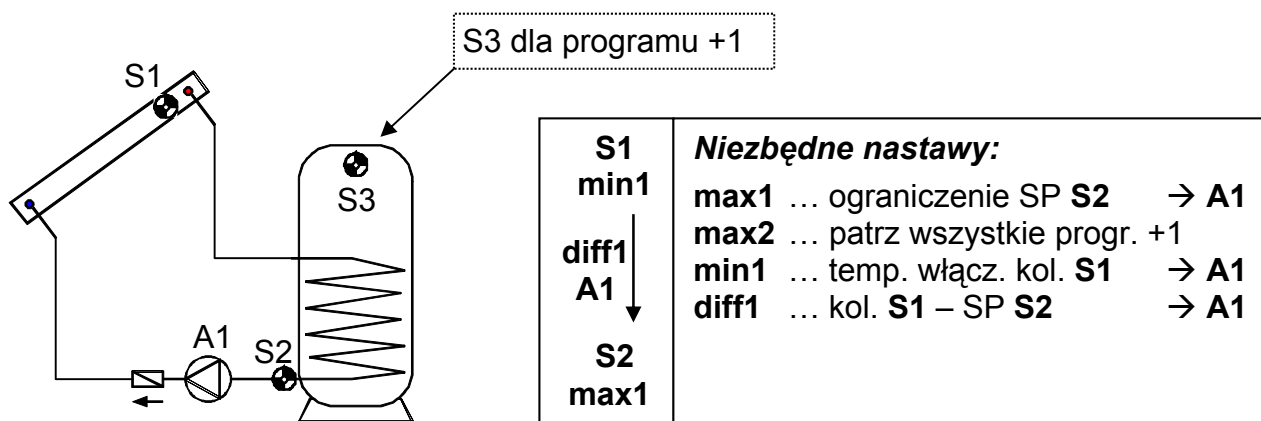 S3 dla programu +1
S1
S3
A1
S2
S1
min1
diff1
A1
S2
max1
Niezbędne nastawy:
max1 … ograniczenie SP S2 → A1
max2 … patrz wszystkie progr. +1
min1 … temp. włącz. kol. S1 → A1
diff1 … kol. S1 – SP S2 → A1